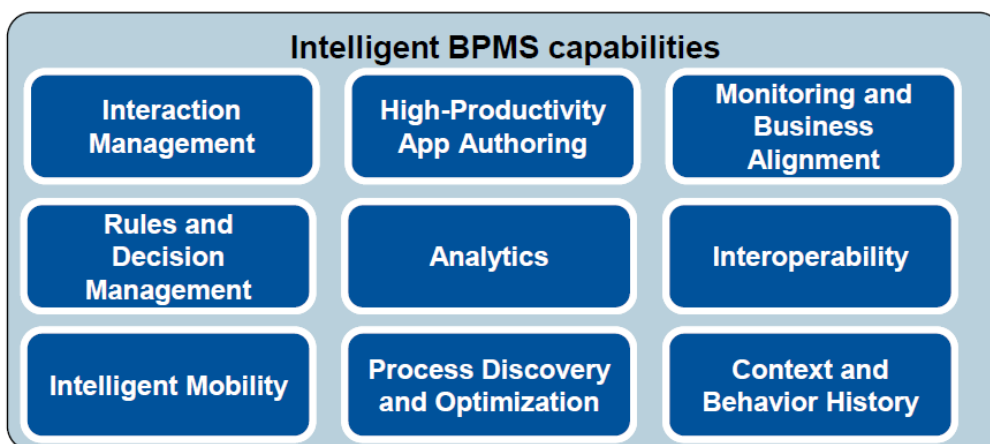 Intelligent BPMS capabilities
Interaction
Management
High-Productivity
App Authoring
Monitoring and
Business
Alignment
Rules and
Decision
Management
Analytics
Interoperability
Intelligent Mobility
Process Discovery
and Optimization
Context and
Behavior History